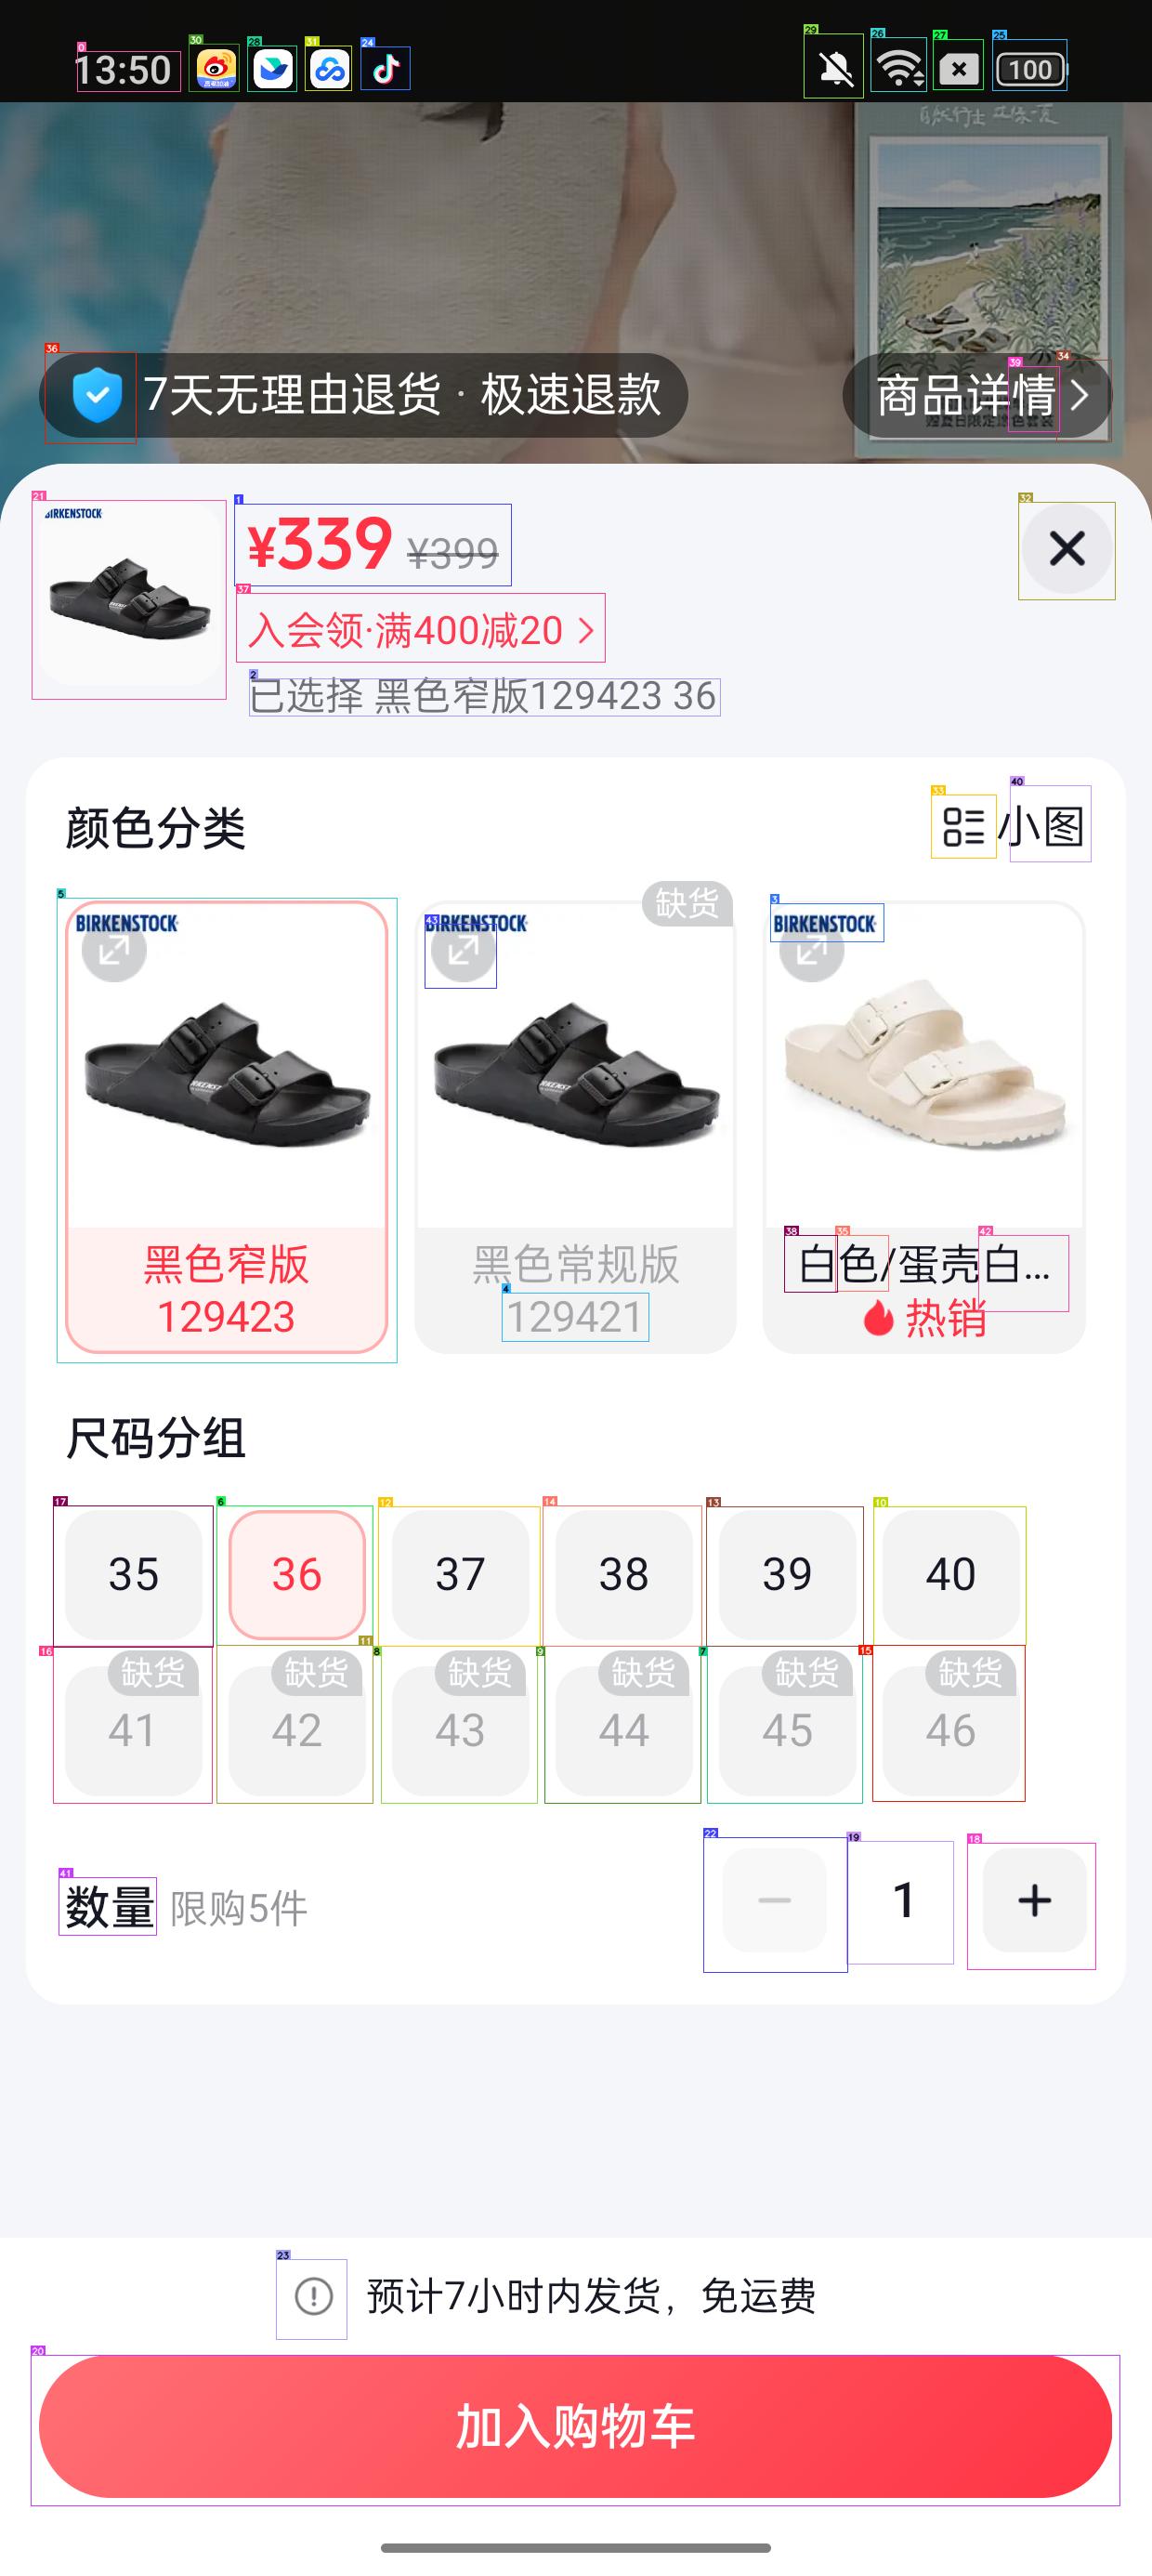 13:50
100
7天无理由退货 · 极速退款
商品详情
BIRKENSTOCK
¥339 ¥399
入会领·满400减20
已选择 黑色窄版129423 36
颜色分类
小图
缺货
BIRKENSTOCK
BIRKENSTOCK
BIRKENSTOCK
黑色窄版
129423
黑色常规版
129421
白色/蛋壳白...
热销
尺码分组
35 36 37 38 39 40
缺货 缺货 缺货 缺货 缺货 缺货
41 42 43 44 45 46
数量 限购5件
1
预计7小时内发货，免运费
加入购物车